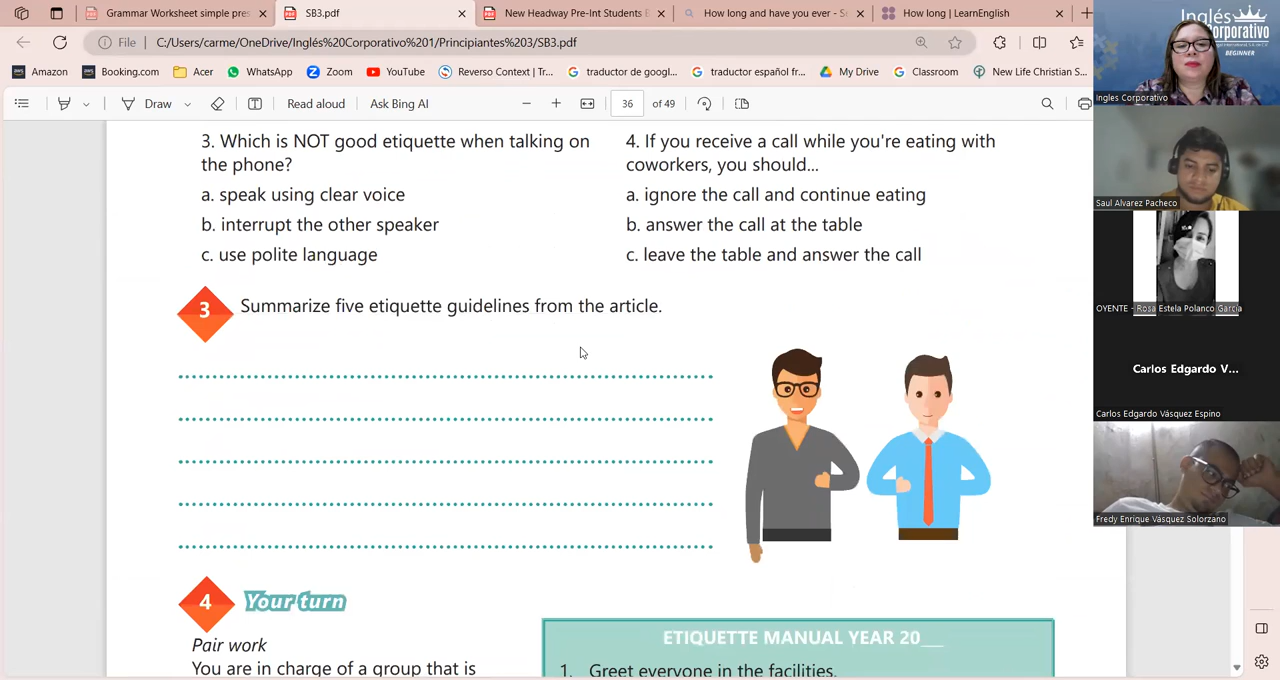 Grammar Worksheet simple pres
SB3.pdf
New Headway Pre-Int Students B
How long and have you ever - Se
How long | LearnEnglish
File
C:/Users/carme/OneDrive/Inglés%20Corporativo%201/Principiantes%203/SB3.pdf
Amazon
Booking.com
Acer
WhatsApp
Zoom
YouTube
Reverso Context | Tr...
traductor de googl...
traductor español fr...
My Drive
Classroom
New Life Christian S...
Draw
Read aloud
Ask Bing AI
36 of 49
3. Which is NOT good etiquette when talking on
the phone?
a. speak using clear voice
b. interrupt the other speaker
c. use polite language
4. If you receive a call while you're eating with
coworkers, you should...
a. ignore the call and continue eating
b. answer the call at the table
c. leave the table and answer the call
3 Summarize five etiquette guidelines from the article.
4 Your turn
Pair work
You are in charge of a group that is
ETIQUETTE MANUAL YEAR 20___
1. Greet everyone in the facilities.
Inglés
Corporativo
BEGINNER
Ingles Corporativo
Saul Alvarez Pacheco
OYENTE - Rosa Estela Polanco García
Carlos Edgardo V...
Carlos Edgardo Vásquez Espino
Fredy Enrique Vásquez Solorzano